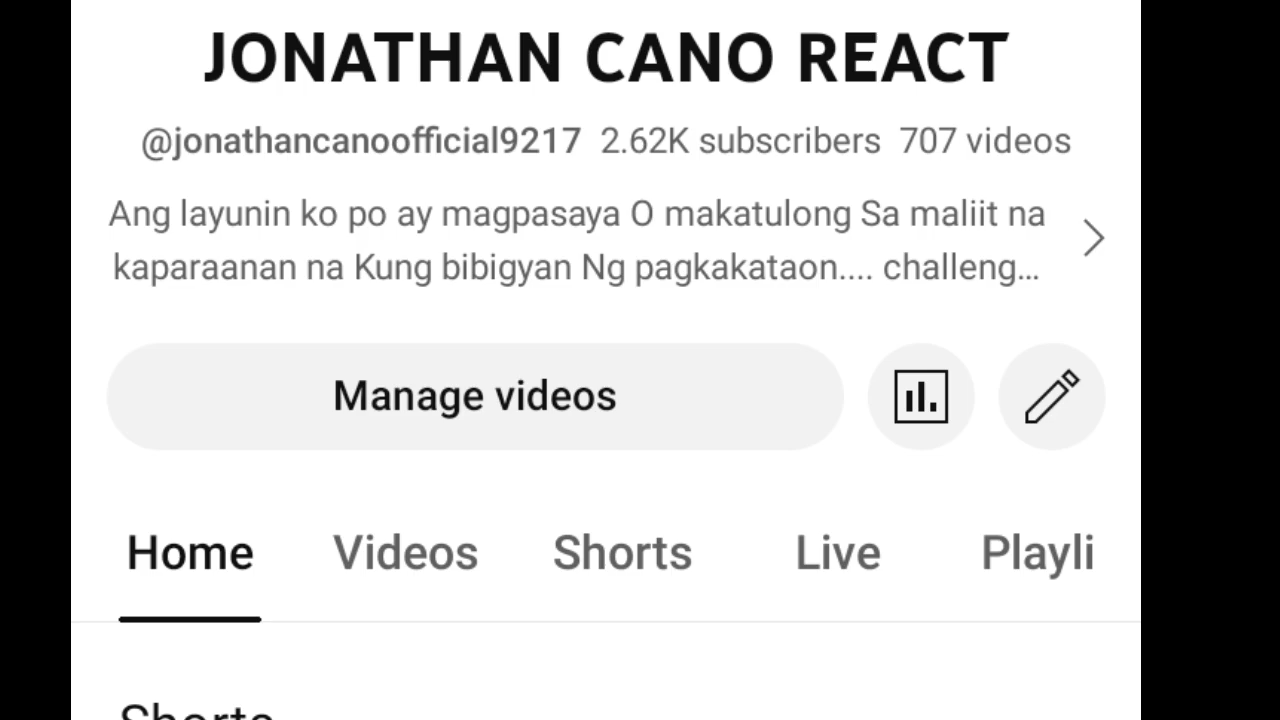 JONATHAN CANO REACT
@jonathancanoofficial9217 2.62K subscribers 707 videos
Ang layunin ko po ay magpasaya O makatulong Sa maliit na
kaparaanan na Kung bibigyan Ng pagkakataon.... challeng...
Manage videos
Home Videos Shorts Live Playli
Shorts